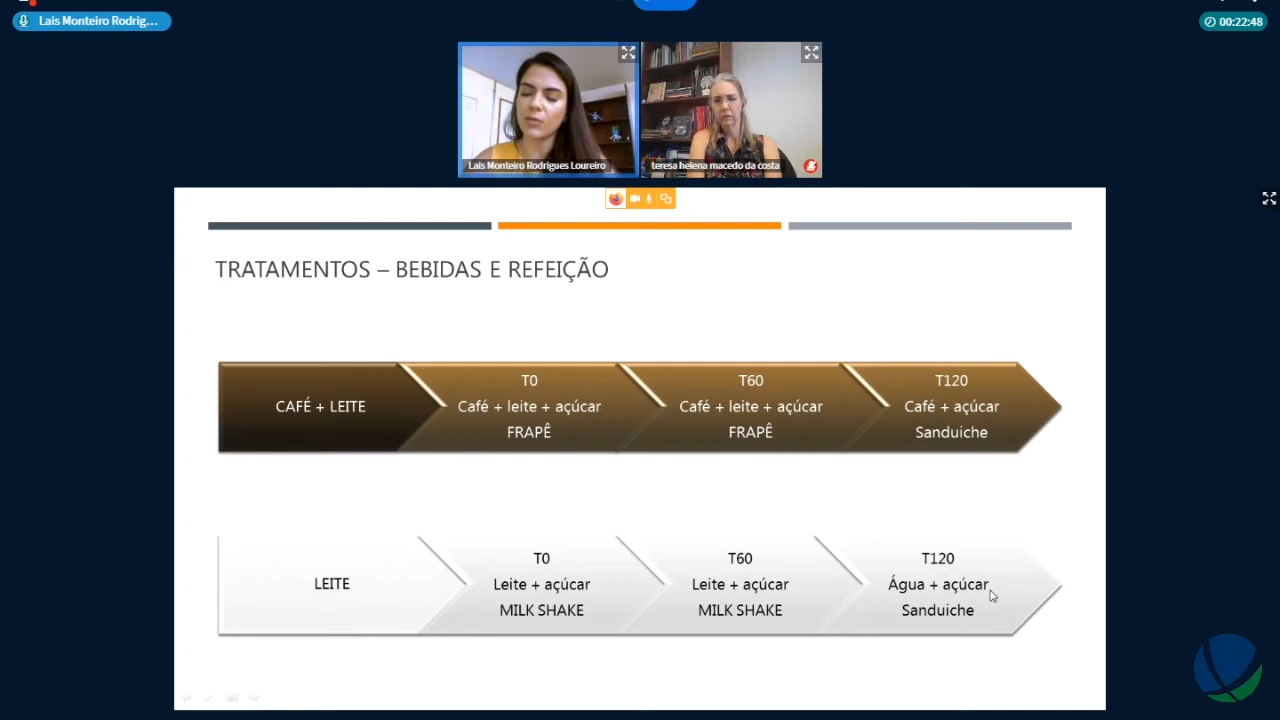 Lais Monteiro Rodrig...
00:22:48
Lais Monteiro Rodrigues Loureiro
teresa helena macedo da costa
TRATAMENTOS – BEBIDAS E REFEIÇÃO
CAFÉ + LEITE
T0
Café + leite + açúcar
FRAPÊ
T60
Café + leite + açúcar
FRAPÊ
T120
Café + açúcar
Sanduiche
LEITE
T0
Leite + açúcar
MILK SHAKE
T60
Leite + açúcar
MILK SHAKE
T120
Água + açúcar
Sanduiche